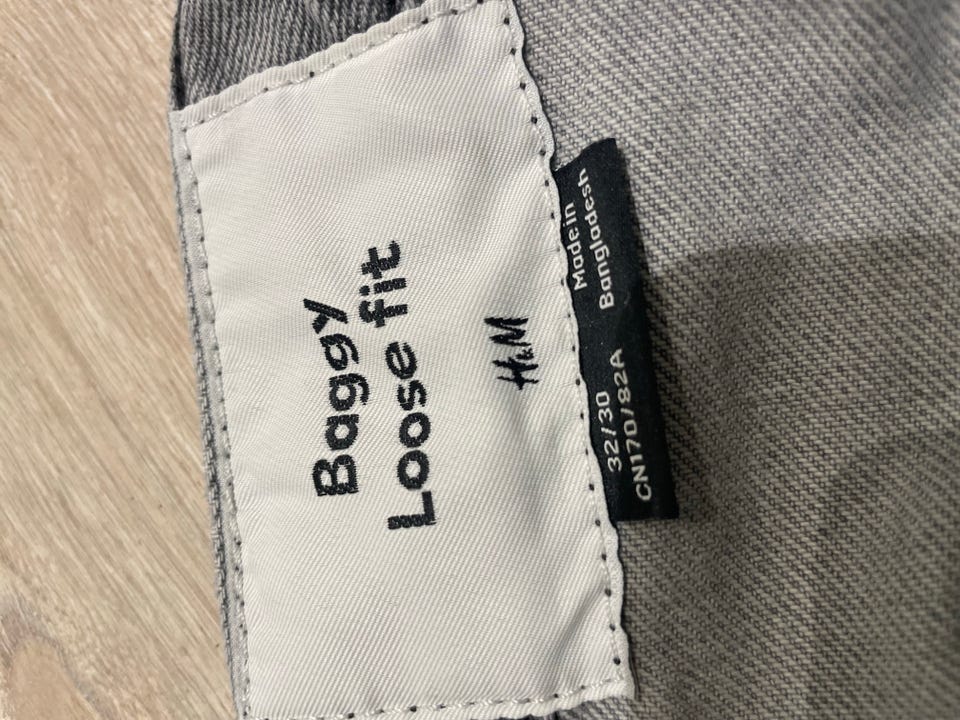 Baggy
Loose fit
H&M
32/30
CN170/82A
Made in
Bangladesh